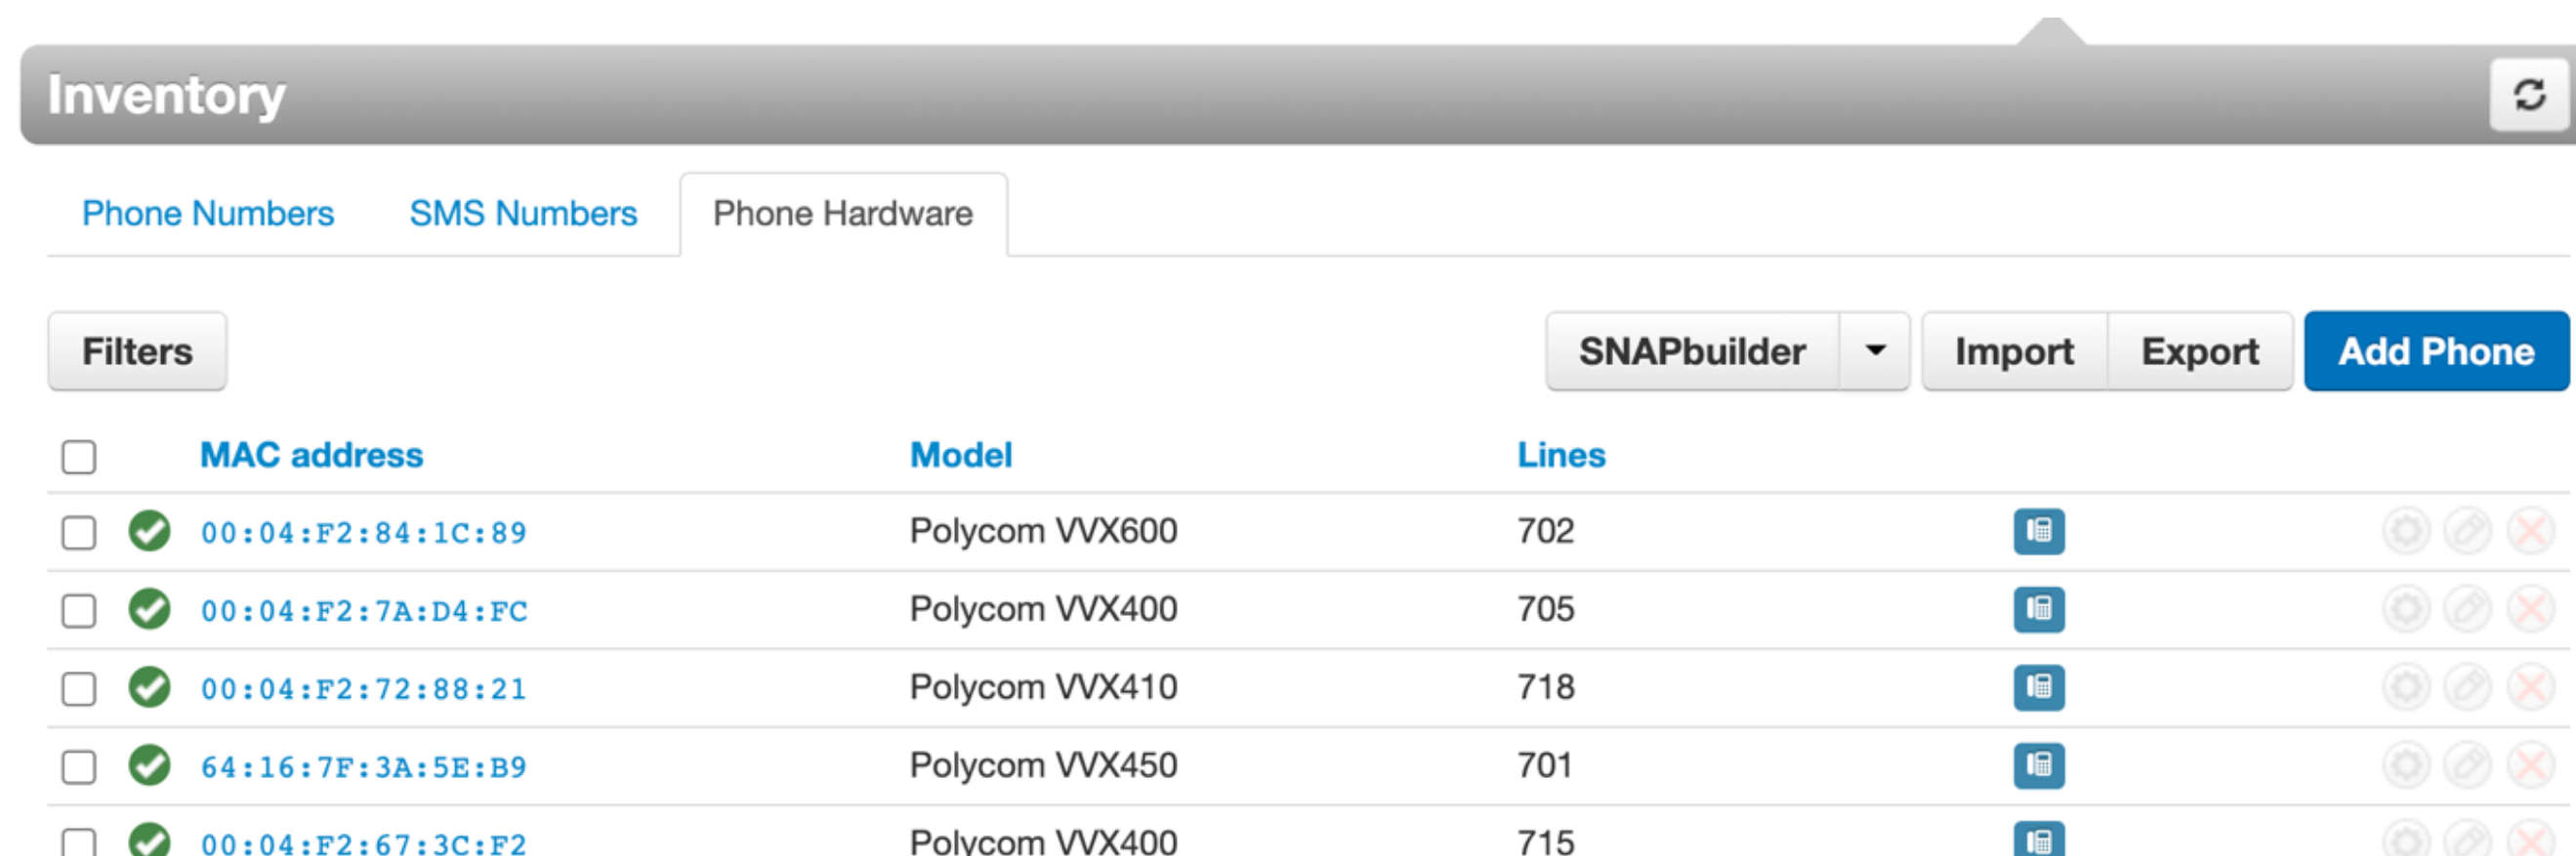 Inventory
Phone Numbers SMS Numbers Phone Hardware
Filters SNAPbuilder Import Export Add Phone
MAC address Model Lines
00:04:F2:84:1C:89 Polycom VVX600 702
00:04:F2:7A:D4:FC Polycom VVX400 705
00:04:F2:72:88:21 Polycom VVX410 718
64:16:7F:3A:5E:B9 Polycom VVX450 701
00:04:F2:67:3C:F2 Polycom VVX400 715